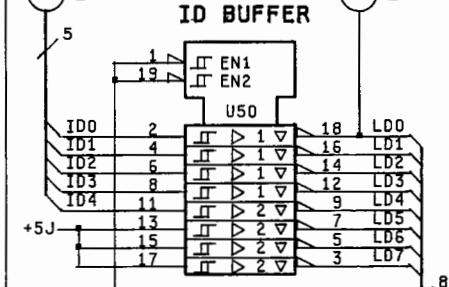 ID BUFFER
5
1 EN1
19 EN2
U50
ID0 2 1 18 LD0
ID1 4 1 16 LD1
ID2 6 1 14 LD2
ID3 8 1 12 LD3
ID4 11 2 9 LD4
+5J 13 2 7 LD5
15 2 5 LD6
17 2 3 LD7
.8